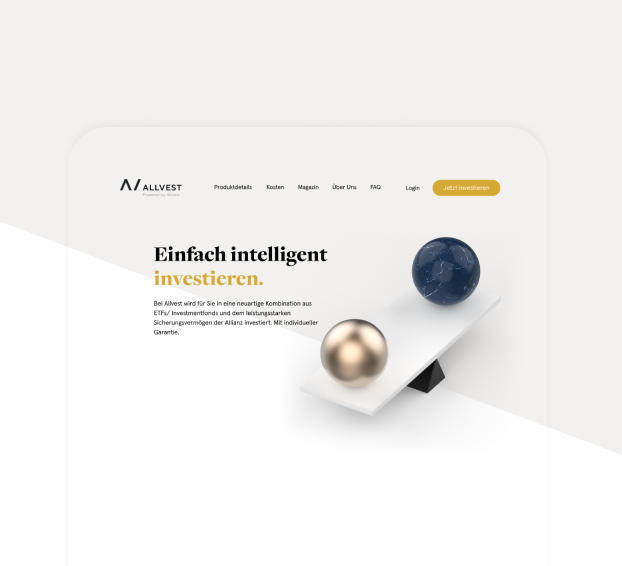 ALLVEST
Powered by Allianz
Produktdetails
Kosten
Magazin
Über Uns
FAQ
Login
Jetzt investieren
Einfach intelligent
investieren.
Bei Allvest wird für Sie in eine neuartige Kombination aus
ETFs/ Investmentfonds und dem leistungsstarken
Sicherungsvermögen der Allianz investiert. Mit individueller
Garantie.